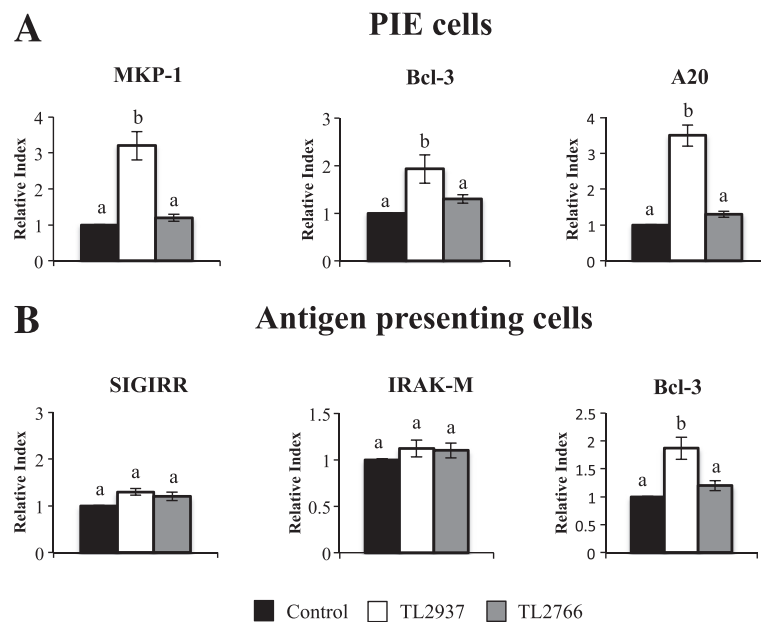 A PIE cells
MKP-1 Bcl-3 A20
Relative Index
4
3
2
1
0
a b a
Relative Index
3
2
1
0
a b a
Relative Index
4
3
2
1
0
a b a
B Antigen presenting cells
SIGIRR IRAK-M Bcl-3
Relative Index
3
2
1
0
a a a
Relative Index
1.5
1
0.5
0
a a a
Relative Index
2.5
2
1.5
1
0.5
0
a b a
Control TL2937 TL2766